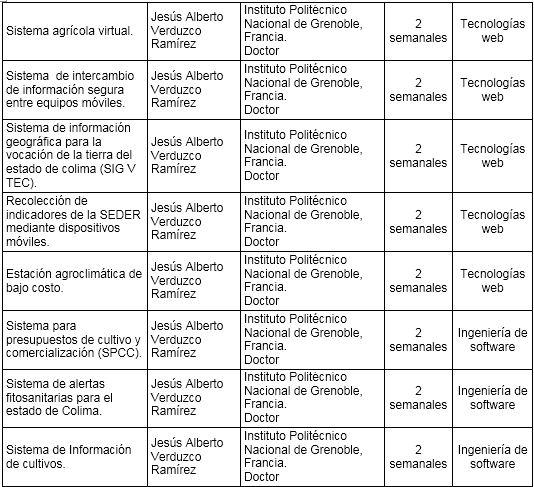 Sistema agrícola virtual.
Jesús Alberto
Verduzco
Ramírez
Instituto Politécnico
Nacional de Grenoble,
Francia.
Doctor
2
semanales
Tecnologías
web
Sistema de intercambio
de información segura
entre equipos móviles.
Jesús Alberto
Verduzco
Ramírez
Instituto Politécnico
Nacional de Grenoble,
Francia.
Doctor
2
semanales
Tecnologías
web
Sistema de información
geográfica para la
vocación de la tierra del
estado de colima (SIG V
TEC).
Jesús Alberto
Verduzco
Ramírez
Instituto Politécnico
Nacional de Grenoble,
Francia.
Doctor
2
semanales
Tecnologías
web
Recolección de
indicadores de la SEDER
mediante dispositivos
móviles.
Jesús Alberto
Verduzco
Ramírez
Instituto Politécnico
Nacional de Grenoble,
Francia.
Doctor
2
semanales
Tecnologías
web
Estación agroclimática de
bajo costo.
Jesús Alberto
Verduzco
Ramírez
Instituto Politécnico
Nacional de Grenoble,
Francia.
Doctor
2
semanales
Tecnologías
web
Sistema para
presupuestos de cultivo y
comercialización (SPCC).
Jesús Alberto
Verduzco
Ramírez
Instituto Politécnico
Nacional de Grenoble,
Francia.
Doctor
2
semanales
Ingeniería de
software
Sistema de alertas
fitosanitarias para el
estado de Colima.
Jesús Alberto
Verduzco
Ramírez
Instituto Politécnico
Nacional de Grenoble,
Francia.
Doctor
2
semanales
Ingeniería de
software
Sistema de Información
de cultivos.
Jesús Alberto
Verduzco
Ramírez
Instituto Politécnico
Nacional de Grenoble,
Francia.
Doctor
2
semanales
Ingeniería de
software